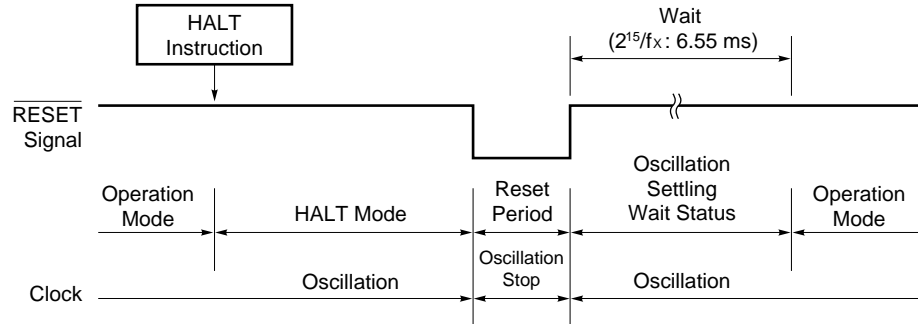 HALT
Instruction
Wait
(2¹⁵/fx : 6.55 ms)
RESET
Signal
Operation
Mode
HALT Mode
Reset
Period
Oscillation
Settling
Wait Status
Operation
Mode
Clock
Oscillation
Oscillation
Stop
Oscillation